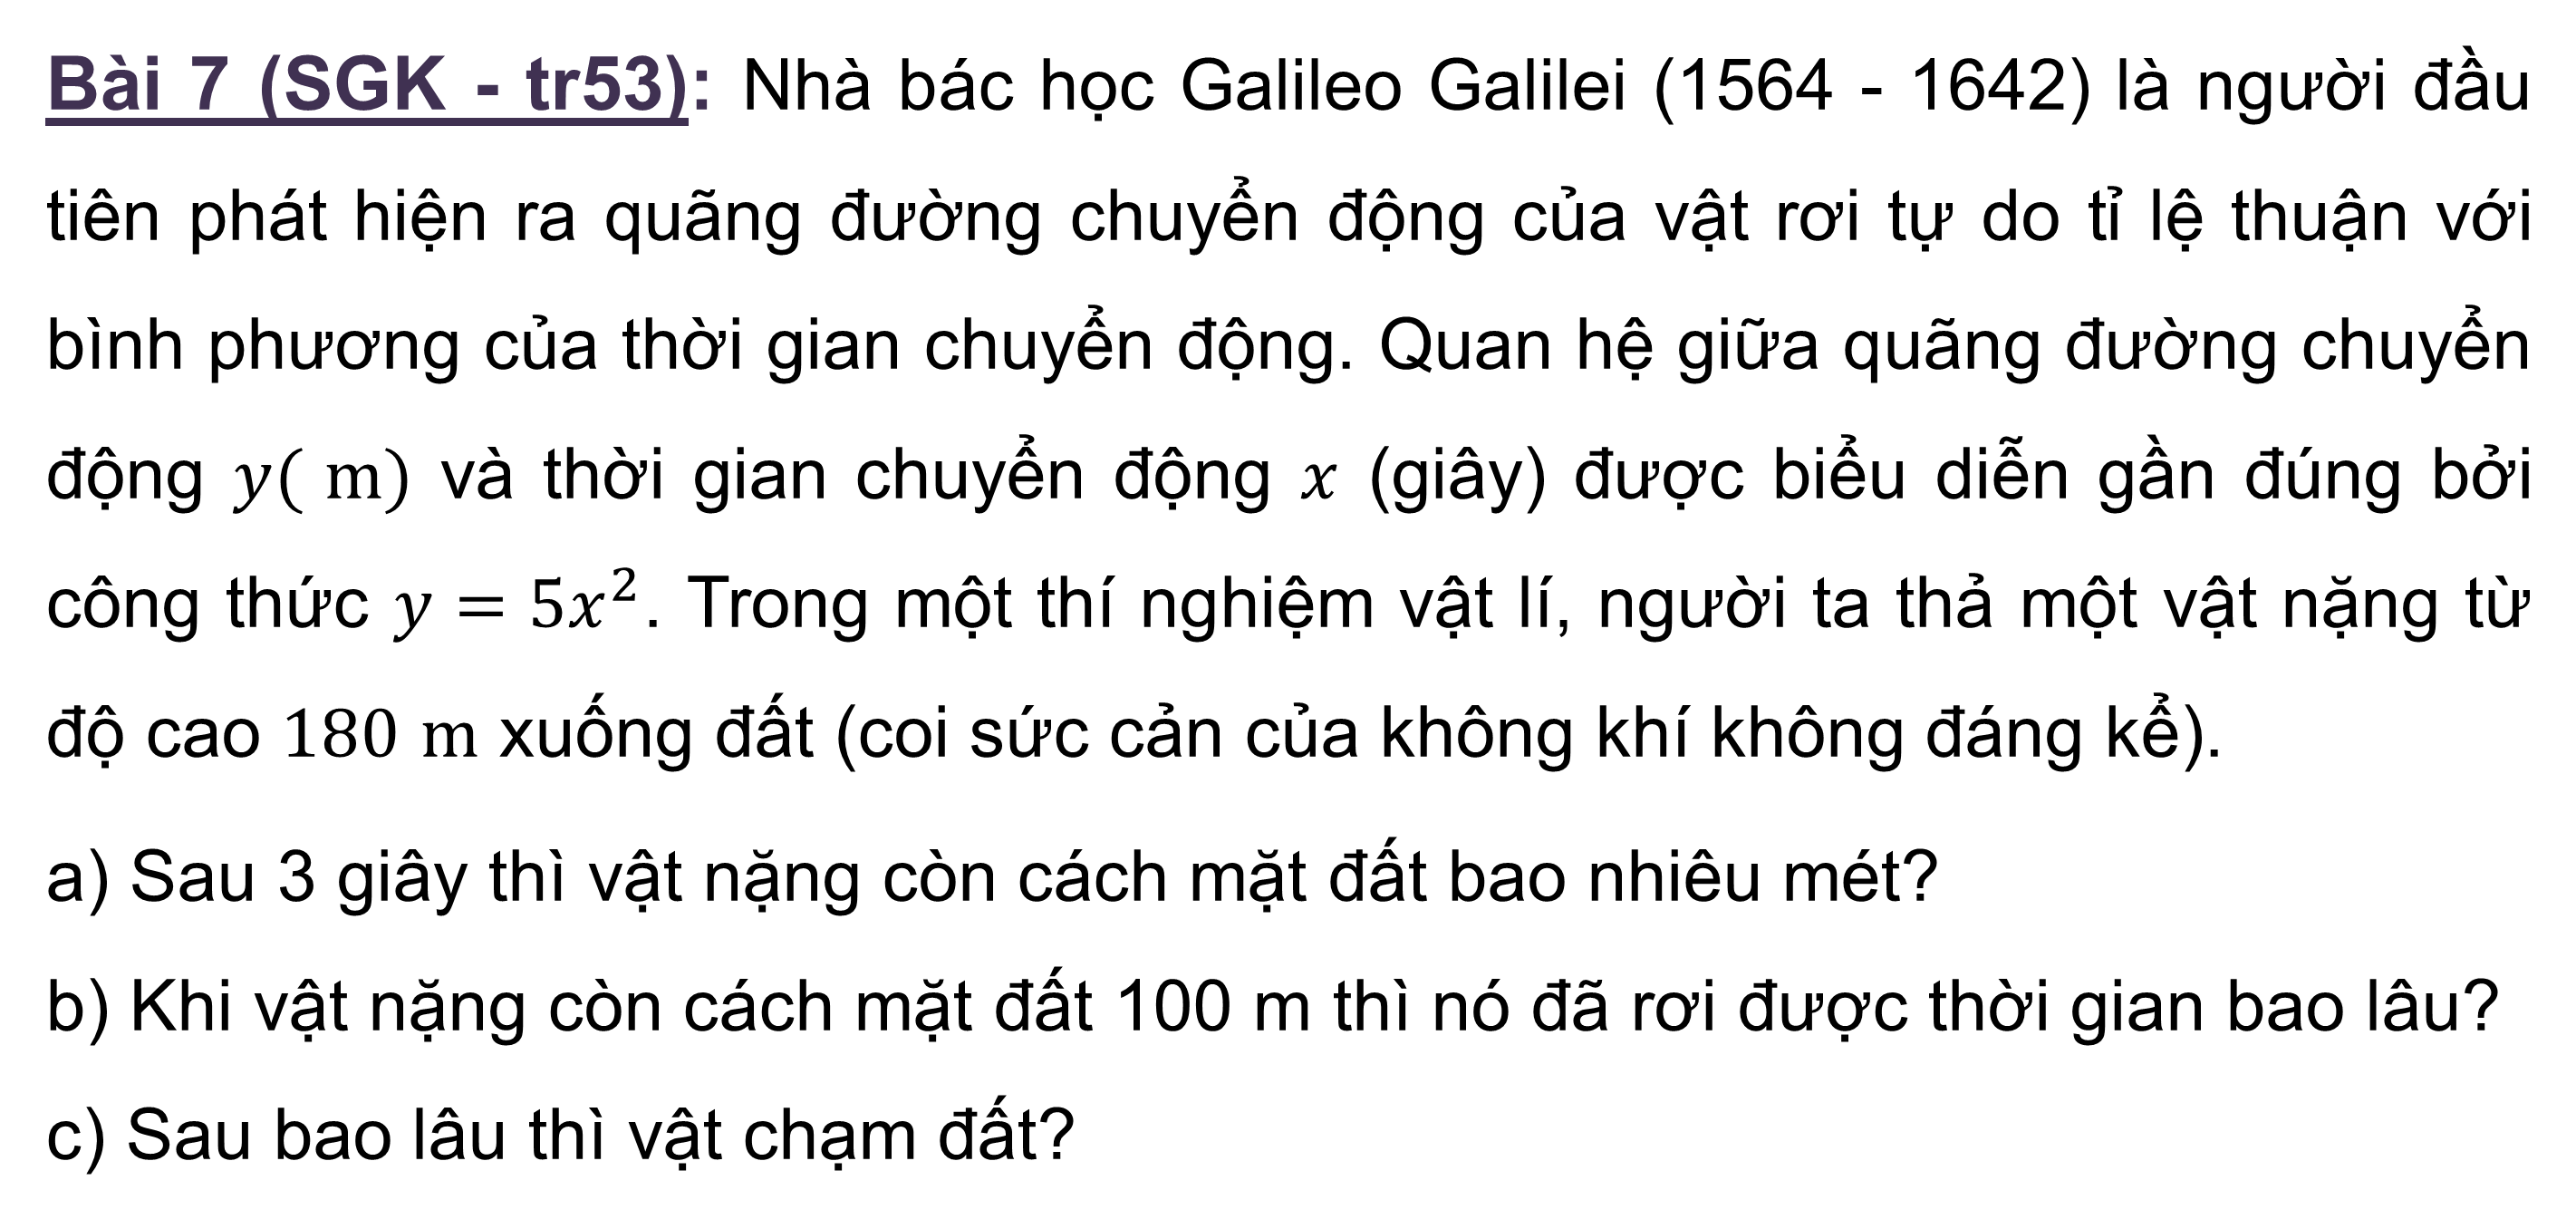 Bài 7 (SGK - tr53): Nhà bác học Galileo Galilei (1564 - 1642) là người đầu
tiên phát hiện ra quãng đường chuyển động của vật rơi tự do tỉ lệ thuận với
bình phương của thời gian chuyển động. Quan hệ giữa quãng đường chuyển
động y( m) và thời gian chuyển động x (giây) được biểu diễn gần đúng bởi
công thức y = 5x². Trong một thí nghiệm vật lí, người ta thả một vật nặng từ
độ cao 180 m xuống đất (coi sức cản của không khí không đáng kể).
a) Sau 3 giây thì vật nặng còn cách mặt đất bao nhiêu mét?
b) Khi vật nặng còn cách mặt đất 100 m thì nó đã rơi được thời gian bao lâu?
c) Sau bao lâu thì vật chạm đất?